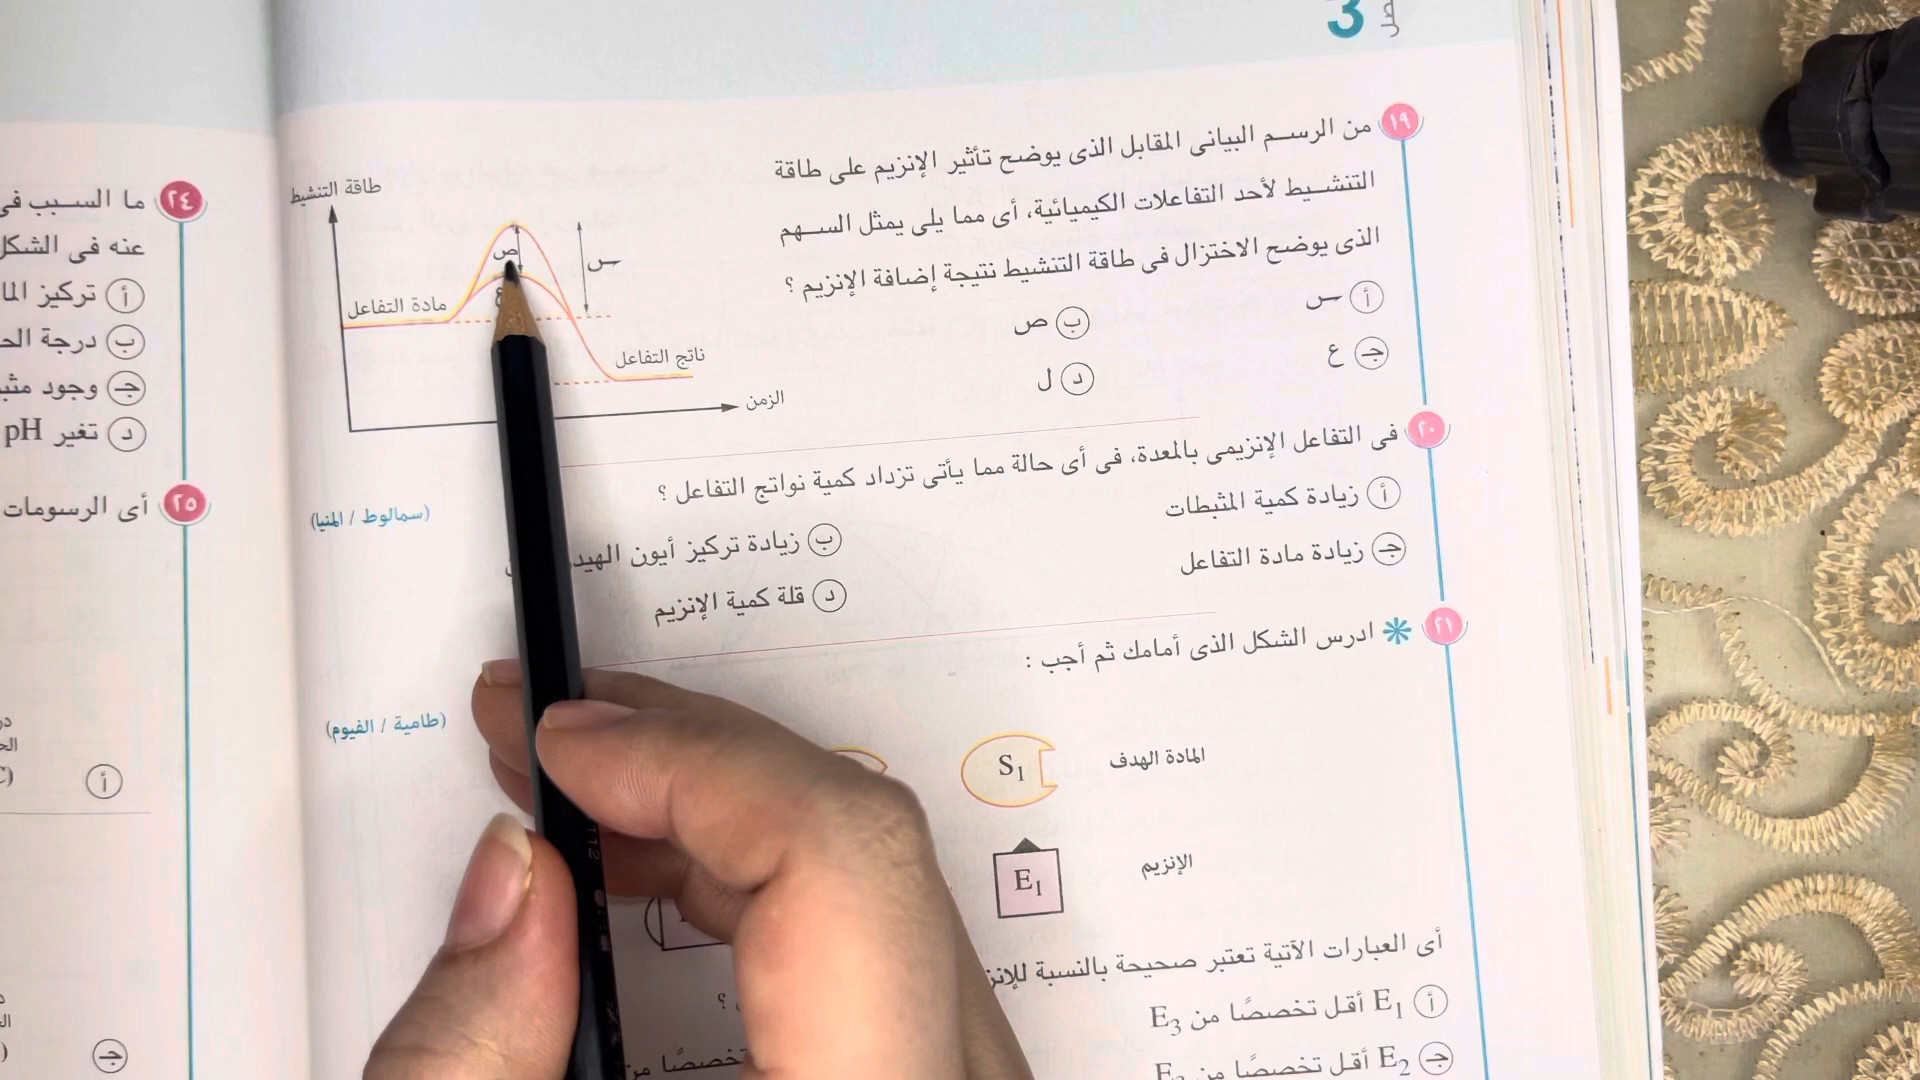 3
١٩ من الرسم البيانى المقابل الذى يوضح تأثير الإنزيم على طاقة
التنشيط لأحد التفاعلات الكيميائية، أى مما يلى يمثل السهم
الذى يوضح الاختزال فى طاقة التنشيط نتيجة إضافة الإنزيم ؟
أ س
ب ص
ج ع
د ل
طاقة التنشيط
ص
س
ع
مادة التفاعل
ناتج التفاعل
الزمن
٢٠ فى التفاعل الإنزيمى بالمعدة، فى أى حالة مما يأتى تزداد كمية نواتج التفاعل ؟
(سمالوط / المنيا)
أ زيادة كمية المثبطات
ب زيادة تركيز أيون
ج زيادة مادة التفاعل
د قلة كمية الإنزيم
٢١ * ادرس الشكل الذى أمامك ثم أجب :
(طامية / الفيوم)
المادة الهدف
S1
الإنزيم
E1
أى العبارات الآتية تعتبر صحيحة بالنسبة
؟
أ E1 أقل تخصصًا من E3
ج E2 أقل تخصصًا من
تخصصًا من
٢٤ ما السبب فى
عنه فى الشكل
أ تركيز
ب درجة
ج وجود
د تغير pH
٢٥ أى الرسومات
أ
ج